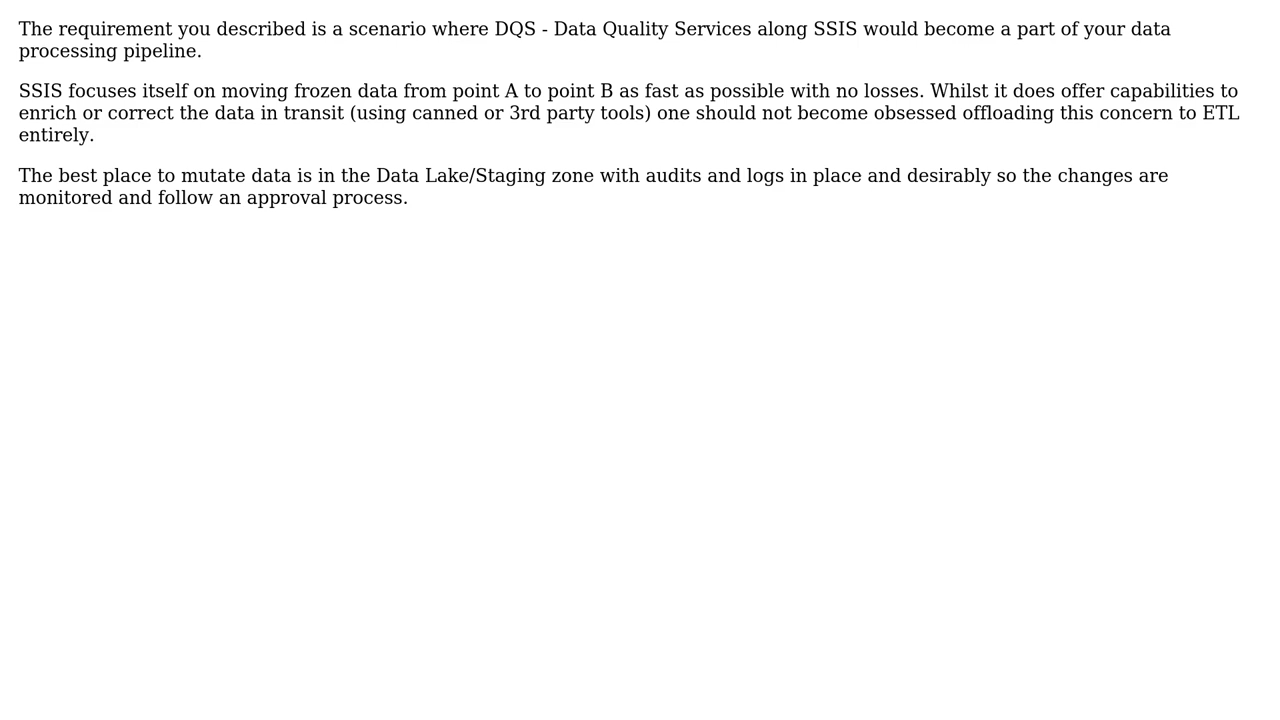 The requirement you described is a scenario where DQS - Data Quality Services along SSIS would become a part of your data
processing pipeline.
SSIS focuses itself on moving frozen data from point A to point B as fast as possible with no losses. Whilst it does offer capabilities to
enrich or correct the data in transit (using canned or 3rd party tools) one should not become obsessed offloading this concern to ETL
entirely.
The best place to mutate data is in the Data Lake/Staging zone with audits and logs in place and desirably so the changes are
monitored and follow an approval process.